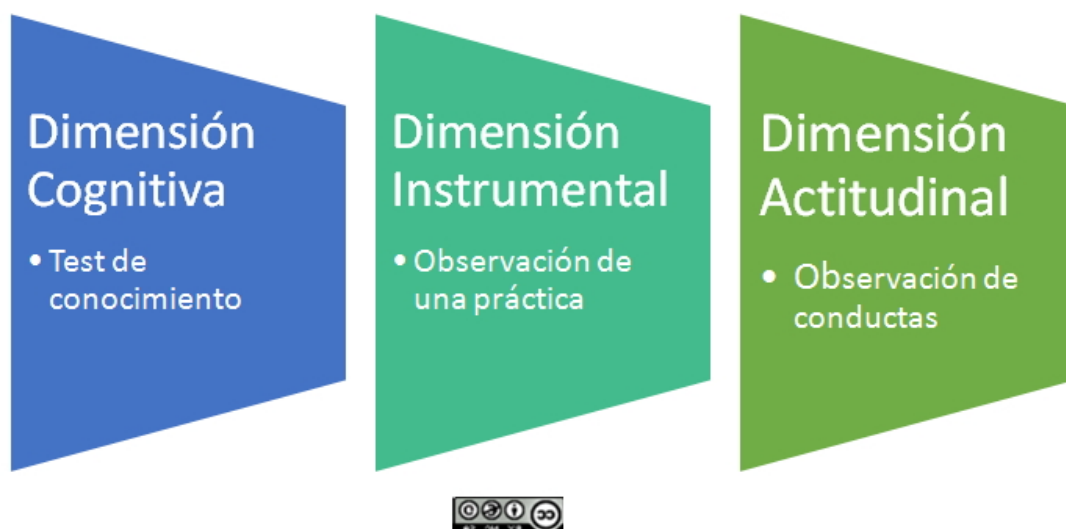 Dimensión
Cognitiva
• Test de
conocimiento
Dimensión
Instrumental
• Observación de
una práctica
Dimensión
Actitudinal
• Observación de
conductas